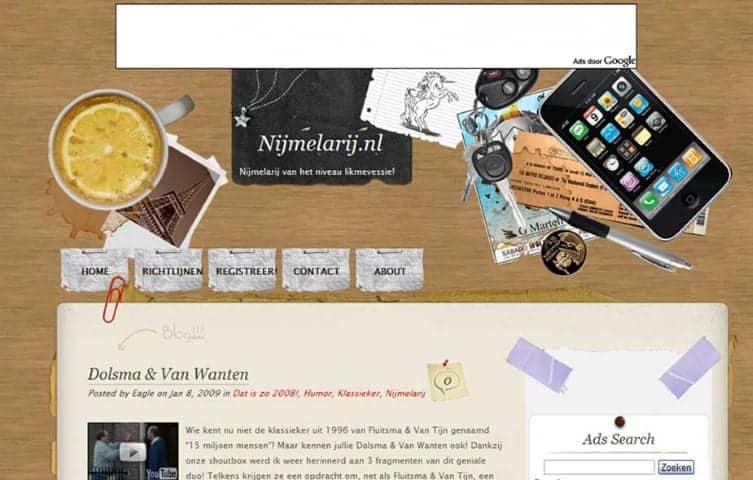 Ads door Google
Nijmelarij.nl
Nijmelarij van het niveau likmevessie!
G Marten
SÁBADO
HOME
RICHTLIJNEN
REGISTREER!
CONTACT
ABOUT
Blog!!!
Dolsma & Van Wanten
0
Posted by Eagle on Jan 8, 2009 in Dat is zo 2008!, Humor, Klassieker, Nijmelarij
Wie kent nu niet de klassieker uit 1996 van Fluitsma & Van Tijn genaamd
"15 miljoen mensen"? Maar kennen jullie Dolsma & Van Wanten ook! Dankzij
onze shoutbox werd ik weer herinnerd aan 3 fragmenten van dit geniale
duo! Telkens krijgen ze een opdracht om, net als Fluitsma & Van Tijn, een
YouTube
Ads Search
Zoeken